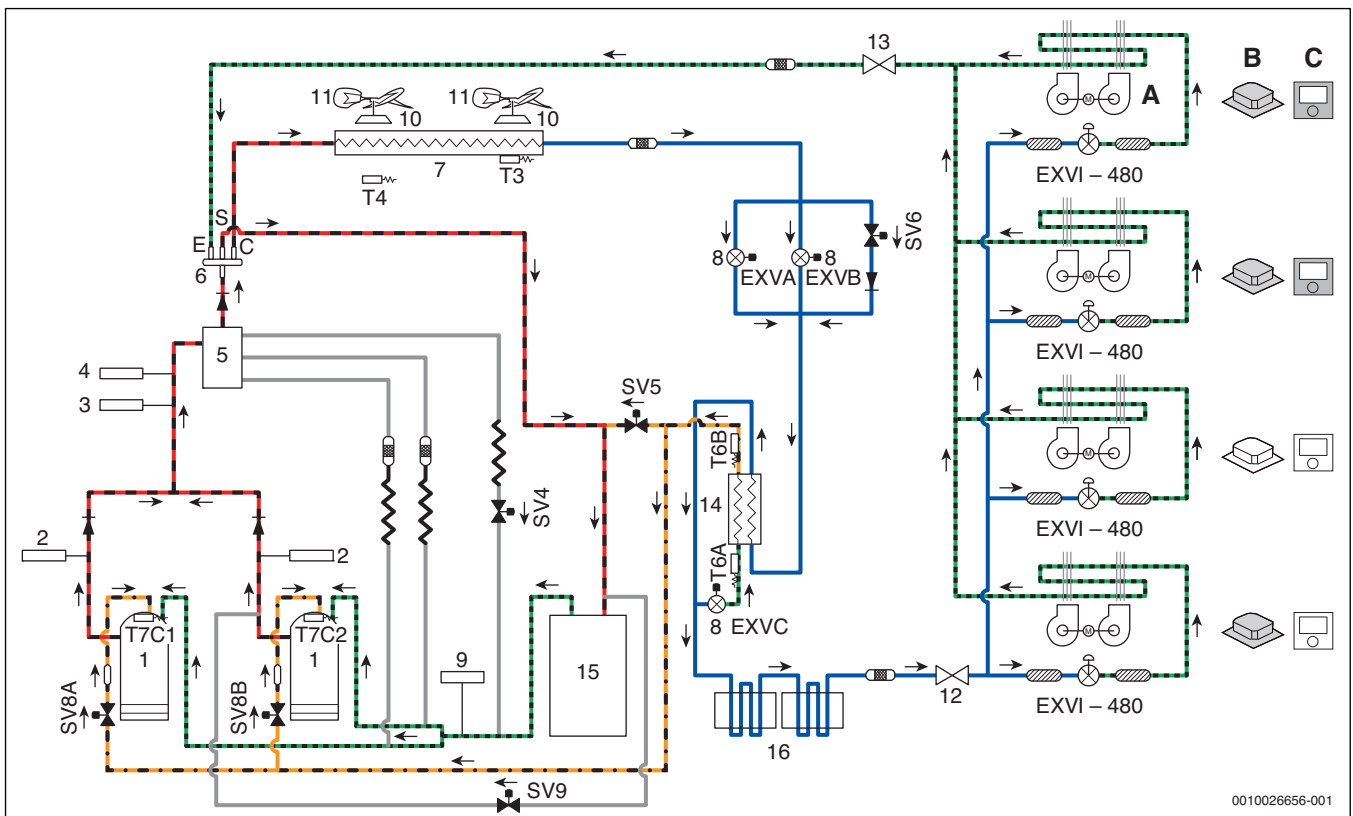 13
B C
11 11
10 10
A
7
T3
T4
EXVI – 480
S
E C
6
SV6
8 EXVA
8 EXVB
EXVI – 480
5
4
3
SV5
T6B
14
T6A
SV4
EXVI – 480
2 2
T7C1
1
T7C2
1
8 EXVC
9
15
SV8A
SV8B
12
16
EXVI – 480
SV9
M
M
M
M
0010026656-001